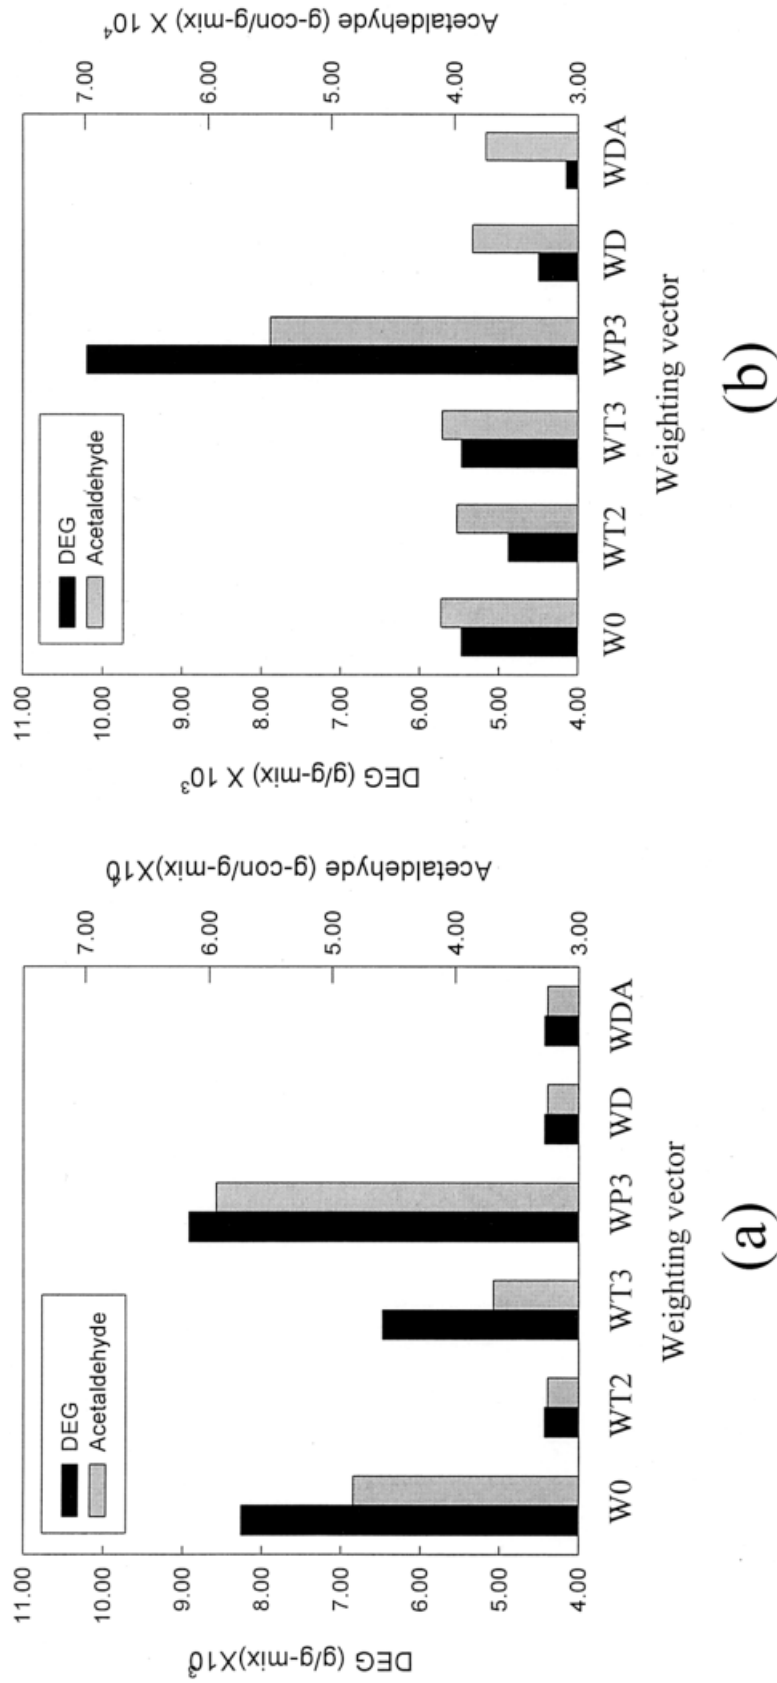 DEG
Acetaldehyde
11.00
10.00
9.00
8.00
7.00
6.00
5.00
4.00
DEG (g/g-mix)X10³
7.00
6.00
5.00
4.00
3.00
Acetaldehyde (g-con/g-mix)X10⁴
W0 WT2 WT3 WP3 WD WDA
Weighting vector
(a)
DEG
Acetaldehyde
11.00
10.00
9.00
8.00
7.00
6.00
5.00
4.00
DEG (g/g-mix) X 10³
7.00
6.00
5.00
4.00
3.00
Acetaldehyde (g-con/g-mix) X 10⁴
W0 WT2 WT3 WP3 WD WDA
Weighting vector
(b)